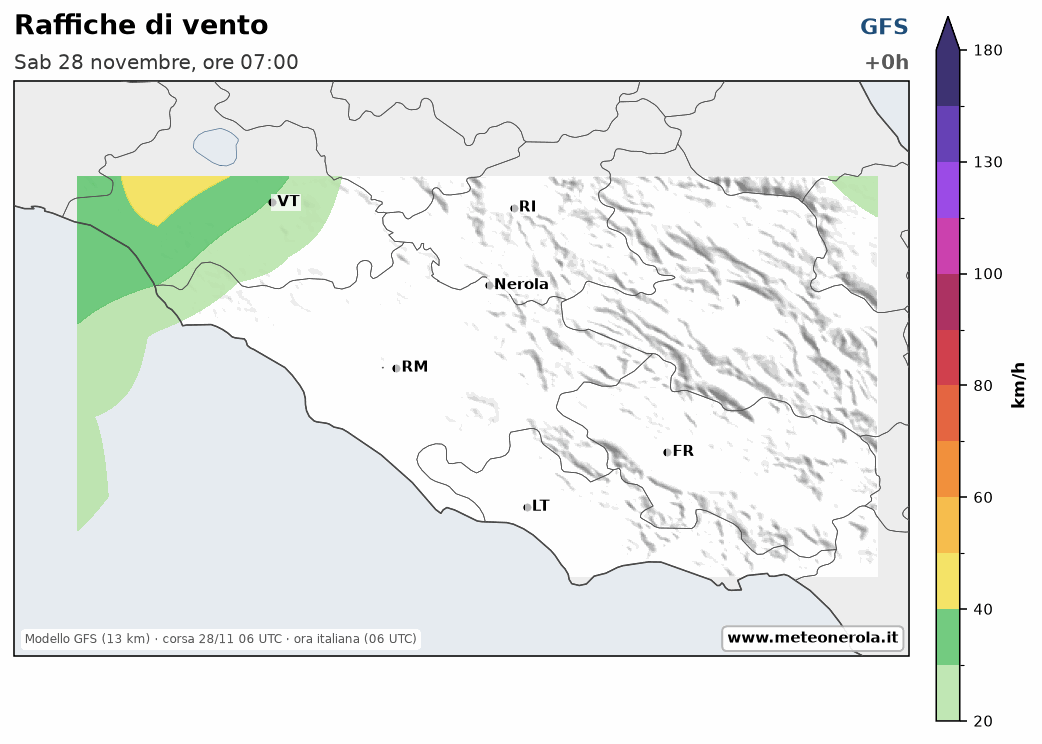 Raffiche di vento
GFS
Sab 28 novembre, ore 07:00
+0h
180
130
100
80
60
40
20
km/h
VT
RI
Nerola
RM
FR
LT
Modello GFS (13 km) · corsa 28/11 06 UTC · ora italiana (06 UTC)
www.meteonerola.it